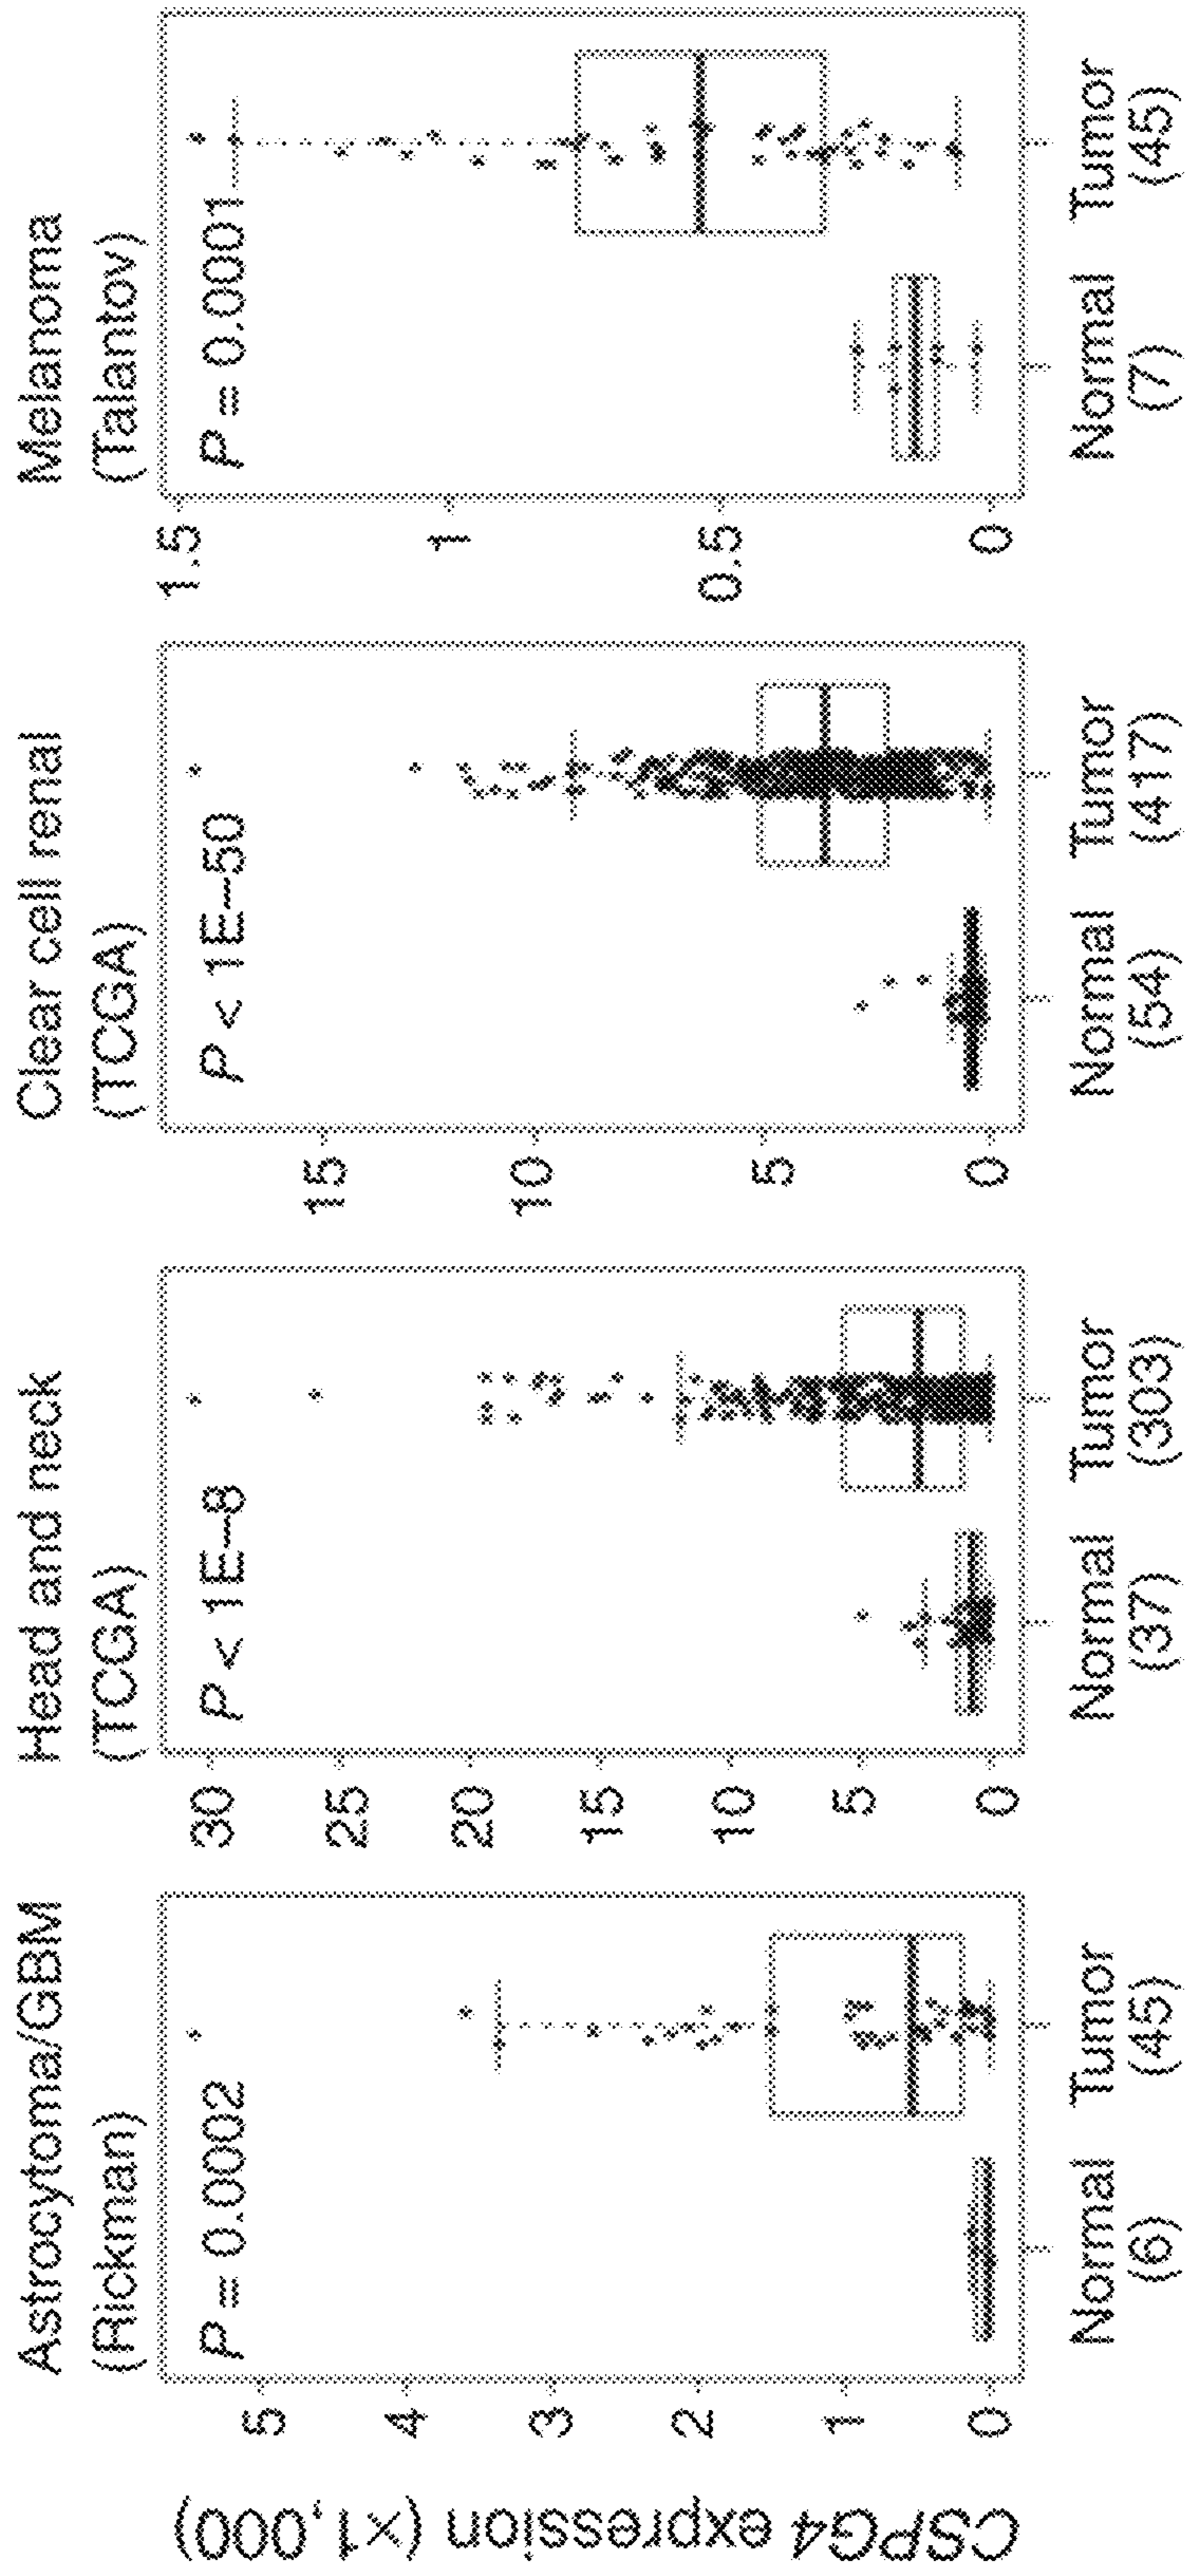 CSPG4 expression (×1,000)
Astrocytoma/GBM
(Rickman)
P = 0.0002
5
4
3
2
1
0
Normal
(6)
Tumor
(45)
Head and neck
(TCGA)
P < 1E–8
30
25
20
15
10
5
0
Normal
(37)
Tumor
(303)
Clear cell renal
(TCGA)
P < 1E–50
15
10
5
0
Normal
(54)
Tumor
(417)
Melanoma
(Talantov)
P = 0.0001
1.5
1
0.5
0
Normal
(7)
Tumor
(45)